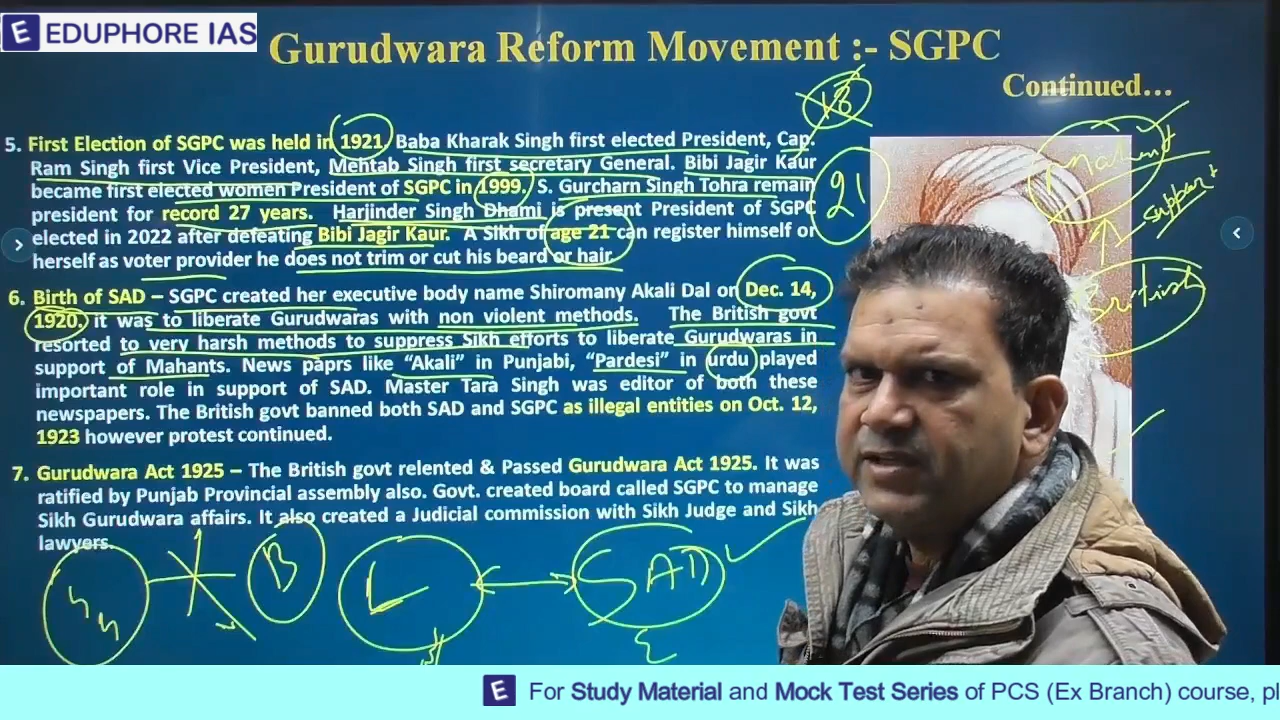 EDUPHORE IAS
Gurudwara Reform Movement :- SGPC
Continued…
13
5. First Election of SGPC was held in 1921. Baba Kharak Singh first elected President, Cap.
Ram Singh first Vice President, Mehtab Singh first secretary General. Bibi Jagir Kaur
became first elected women President of SGPC in 1999. S. Gurcharn Singh Tohra remain
president for record 27 years. Harjinder Singh Dhami is present President of SGPC
elected in 2022 after defeating Bibi Jagir Kaur. A Sikh of age 21 can register himself or
herself as voter provider he does not trim or cut his beard or hair.
21
Mahant
Support
British
6. Birth of SAD – SGPC created her executive body name Shiromany Akali Dal on Dec. 14,
1920. it was to liberate Gurudwaras with non violent methods. The British govt
resorted to very harsh methods to suppress Sikh efforts to liberate Gurudwaras in
support of Mahants. News paprs like “Akali” in Punjabi, “Pardesi” in urdu played
important role in support of SAD. Master Tara Singh was editor of both these
newspapers. The British govt banned both SAD and SGPC as illegal entities on Oct. 12,
1923 however protest continued.
7. Gurudwara Act 1925 – The British govt relented & Passed Gurudwara Act 1925. It was
ratified by Punjab Provincial assembly also. Govt. created board called SGPC to manage
Sikh Gurudwara affairs. It also created a Judicial commission with Sikh Judge and Sikh
lawyers.
B L SAD
E For Study Material and Mock Test Series of PCS (Ex Branch) course, pl